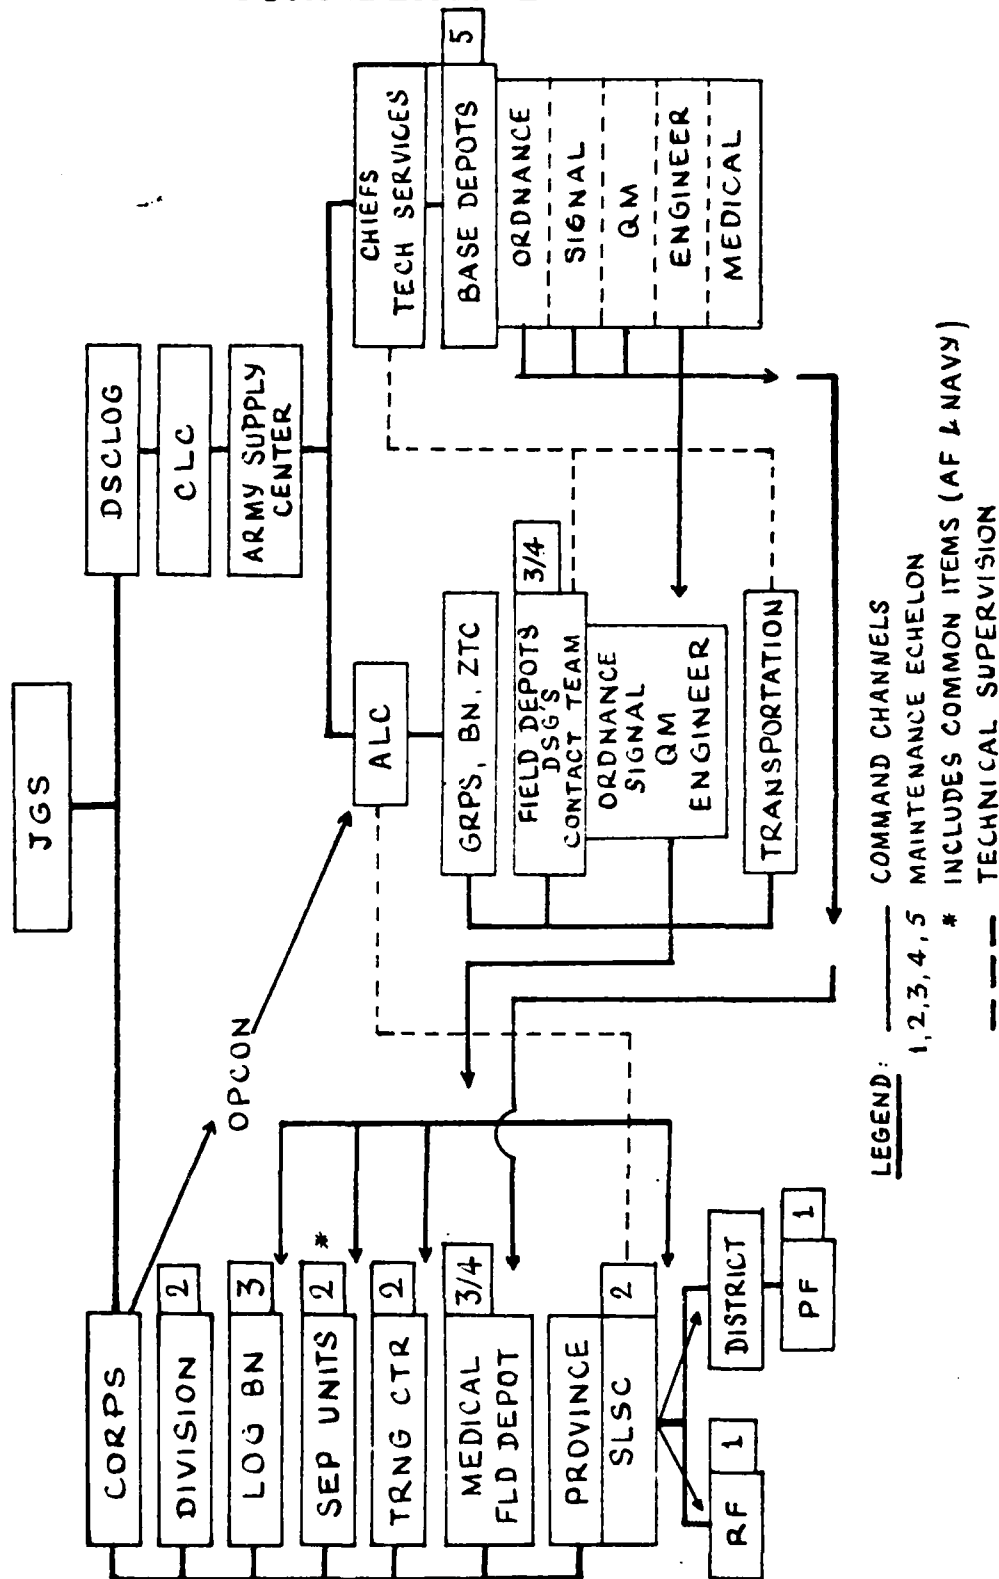 JGS
DSCLOG
CLC
ARMY SUPPLY
CENTER
CHIEFS
TECH SERVICES
BASE DEPOTS
5
ORDNANCE
SIGNAL
QM
ENGINEER
MEDICAL
ALC
GRPS, BN. ZTC
FIELD DEPOTS
DSG'S
CONTACT TEAM
3/4
ORDNANCE
SIGNAL
QM
ENGINEER
TRANSPORTATION
OPCON
CORPS
DIVISION
2
LOG BN
3
SEP UNITS
2
*
TRNG CTR
2
MEDICAL
FLD DEPOT
3/4
PROVINCE
SLSC
2
RF
1
DISTRICT
PF
1
LEGEND:
COMMAND CHANNELS
1,2,3,4,5 MAINTENANCE ECHELON
* INCLUDES COMMON ITEMS (AF & NAVY)
TECHNICAL SUPERVISION